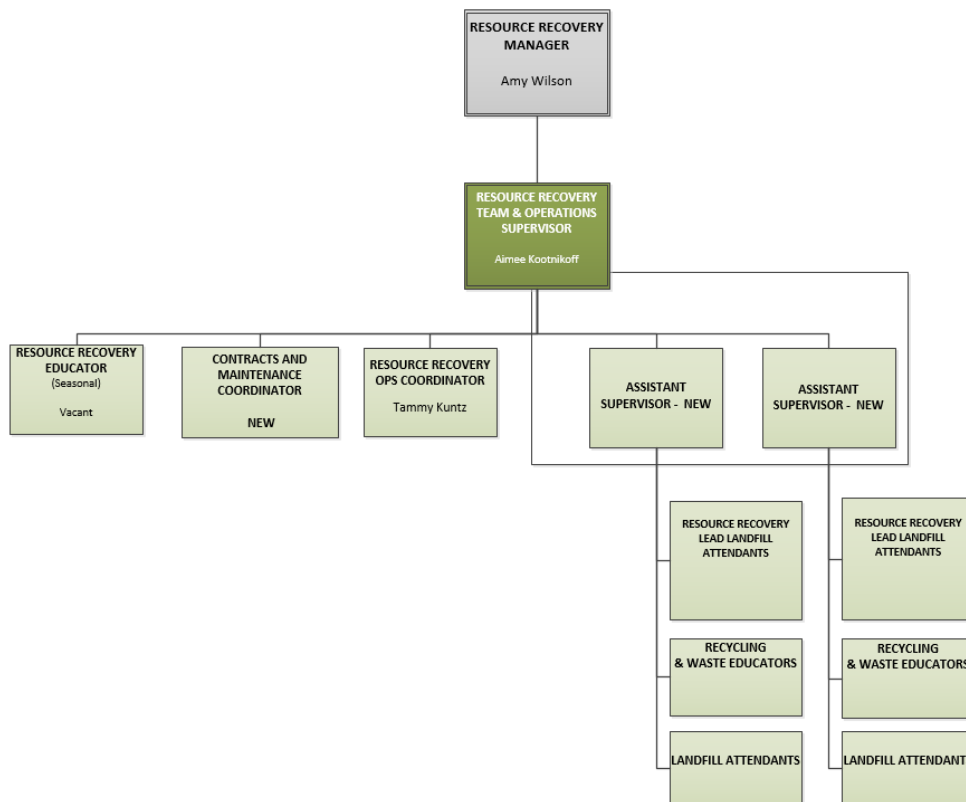 RESOURCE RECOVERY
MANAGER
Amy Wilson
RESOURCE RECOVERY
TEAM & OPERATIONS
SUPERVISOR
Aimee Kootnikoff
RESOURCE RECOVERY
EDUCATOR
(Seasonal)
Vacant
CONTRACTS AND
MAINTENANCE
COORDINATOR
NEW
RESOURCE RECOVERY
OPS COORDINATOR
Tammy Kuntz
ASSISTANT
SUPERVISOR - NEW
ASSISTANT
SUPERVISOR - NEW
RESOURCE RECOVERY
LEAD LANDFILL
ATTENDANTS
RECYCLING
& WASTE EDUCATORS
LANDFILL ATTENDANTS
RESOURCE RECOVERY
LEAD LANDFILL
ATTENDANTS
RECYCLING
& WASTE EDUCATORS
LANDFILL ATTENDANT